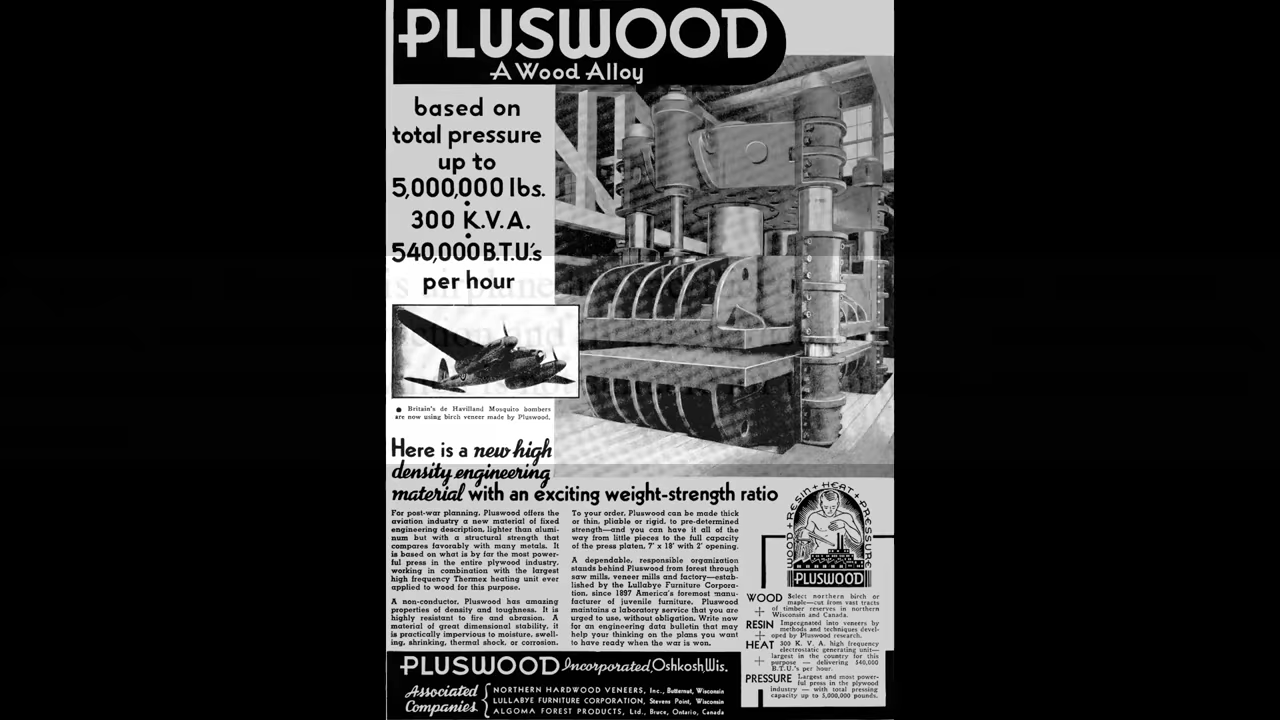 PLUSWOOD
A Wood Alloy
based on
total pressure
up to
5,000,000 lbs.
300 K.V.A.
540,000 B.T.U.'s
per hour
Britain's de Havilland Mosquito bombers
are now using birch veneer made by Pluswood.
Here is a new high
density engineering
material with an exciting weight-strength ratio
For post-war planning, Pluswood offers the
aviation industry a new material of fixed
engineering description, lighter than alumi-
num but with a structural strength that
compares favorably with many metals. It
is based on what is by far the most power-
ful press in the entire plywood industry,
working in combination with the largest
high frequency Thermex heating unit ever
applied to wood for this purpose.
A non-conductor, Pluswood has amazing
properties of density and toughness. It is
highly resistant to fire and abrasion. A
material of great dimensional stability, it
is practically impervious to moisture, swell-
ing, shrinking, thermal shock, or corrosion.
To your order, Pluswood can be made thick
or thin, pliable or rigid, to pre-determined
strength—and you can have it all of the
way from little pieces to the full capacity
of the press platen, 7' x 18' with 2' opening.
A dependable, responsible organization
stands behind Pluswood from forest through
saw mills, veneer mills and factory—estab-
lished by the Lullabye Furniture Corpora-
tion, since 1897 America's foremost manu-
facturer of juvenile furniture. Pluswood
maintains a laboratory service that you are
urged to use, without obligation. Write now
for an engineering data bulletin that may
help your thinking on the plans you want
to have ready when the war is won.
WOOD + RESIN + HEAT + PRESSURE
PLUSWOOD
WOOD Select northern birch or
maple—cut from vast tracts
of timber reserves in northern
Wisconsin and Canada.
+
RESIN Impregnated into veneers by
methods and techniques devel-
oped by Pluswood research.
+
HEAT 300 K. V. A. high frequency
electrostatic generating unit—
largest in the country for this
purpose — delivering 540,000
B.T.U.'s per hour.
+
PRESSURE Largest and most power-
ful press in the plywood
industry — with total pressing
capacity up to 5,000,000 pounds.
PLUSWOOD Incorporated, Oshkosh, Wis.
Associated
Companies
NORTHERN HARDWOOD VENEERS, Inc., Butternut, Wisconsin
LULLABYE FURNITURE CORPORATION, Stevens Point, Wisconsin
ALGOMA FOREST PRODUCTS, Ltd., Bruce, Ontario, Canada